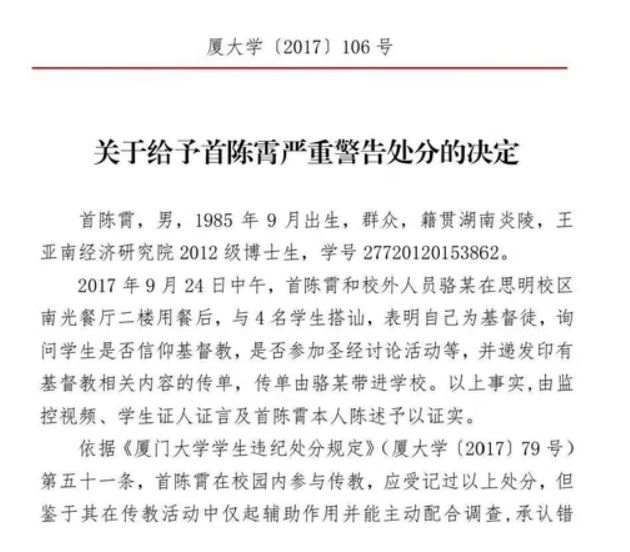 厦大学〔2017〕106 号
关于给予首陈霄严重警告处分的决定
首陈霄，男，1985 年 9 月出生，群众，籍贯湖南炎陵，王
亚南经济研究院 2012 级博士生，学号 27720120153862。
2017 年 9 月 24 日中午，首陈霄和校外人员骆某在思明校区
南光餐厅二楼用餐后，与 4 名学生搭讪，表明自己为基督徒，询
问学生是否信仰基督教，是否参加圣经讨论活动等，并递发印有
基督教相关内容的传单，传单由骆某带进学校。以上事实，由监
控视频、学生证人证言及首陈霄本人陈述予以证实。
依据《厦门大学学生违纪处分规定》（厦大学〔2017〕79 号）
第五十一条，首陈霄在校园内参与传教，应受记过以上处分，但
鉴于其在传教活动中仅起辅助作用并能主动配合调查，承认错